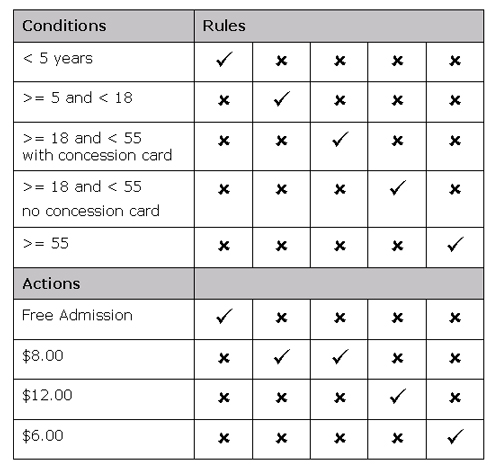 Conditions Rules
< 5 years
>= 5 and < 18
>= 18 and < 55
with concession card
>= 18 and < 55
no concession card
>= 55
Actions
Free Admission
$8.00
$12.00
$6.00